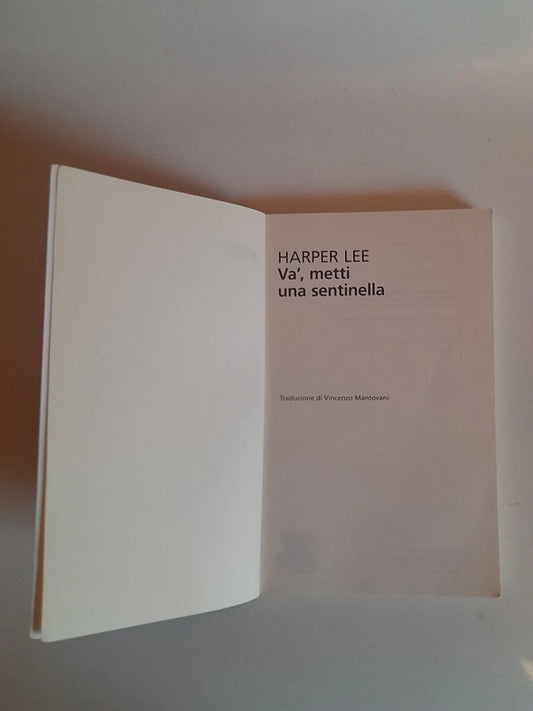 HARPER LEE
Va', metti
una sentinella
Traduzione di Vincenzo Mantovani